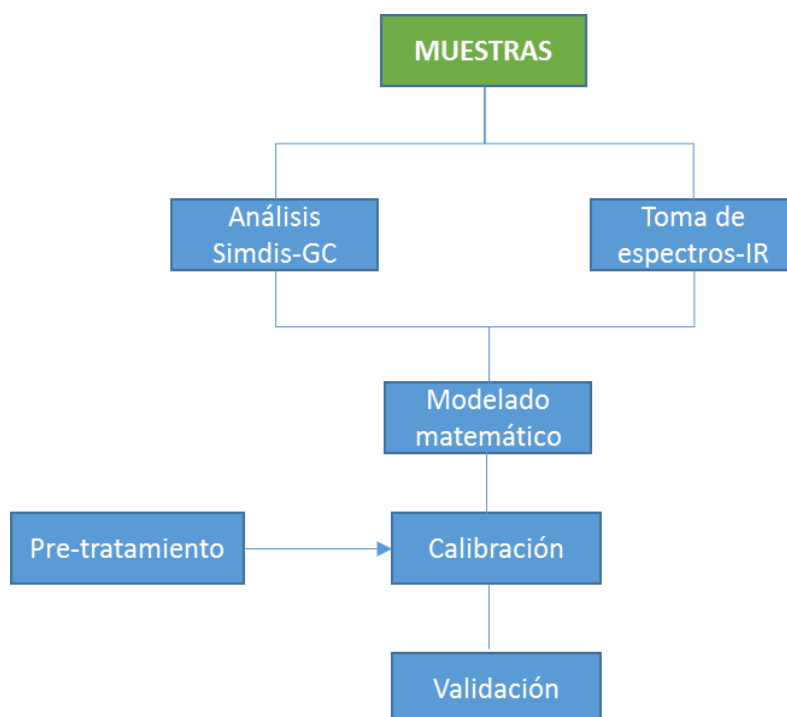 MUESTRAS
Análisis
Simdis-GC
Toma de
espectros-IR
Modelado
matemático
Pre-tratamiento
Calibración
Validación